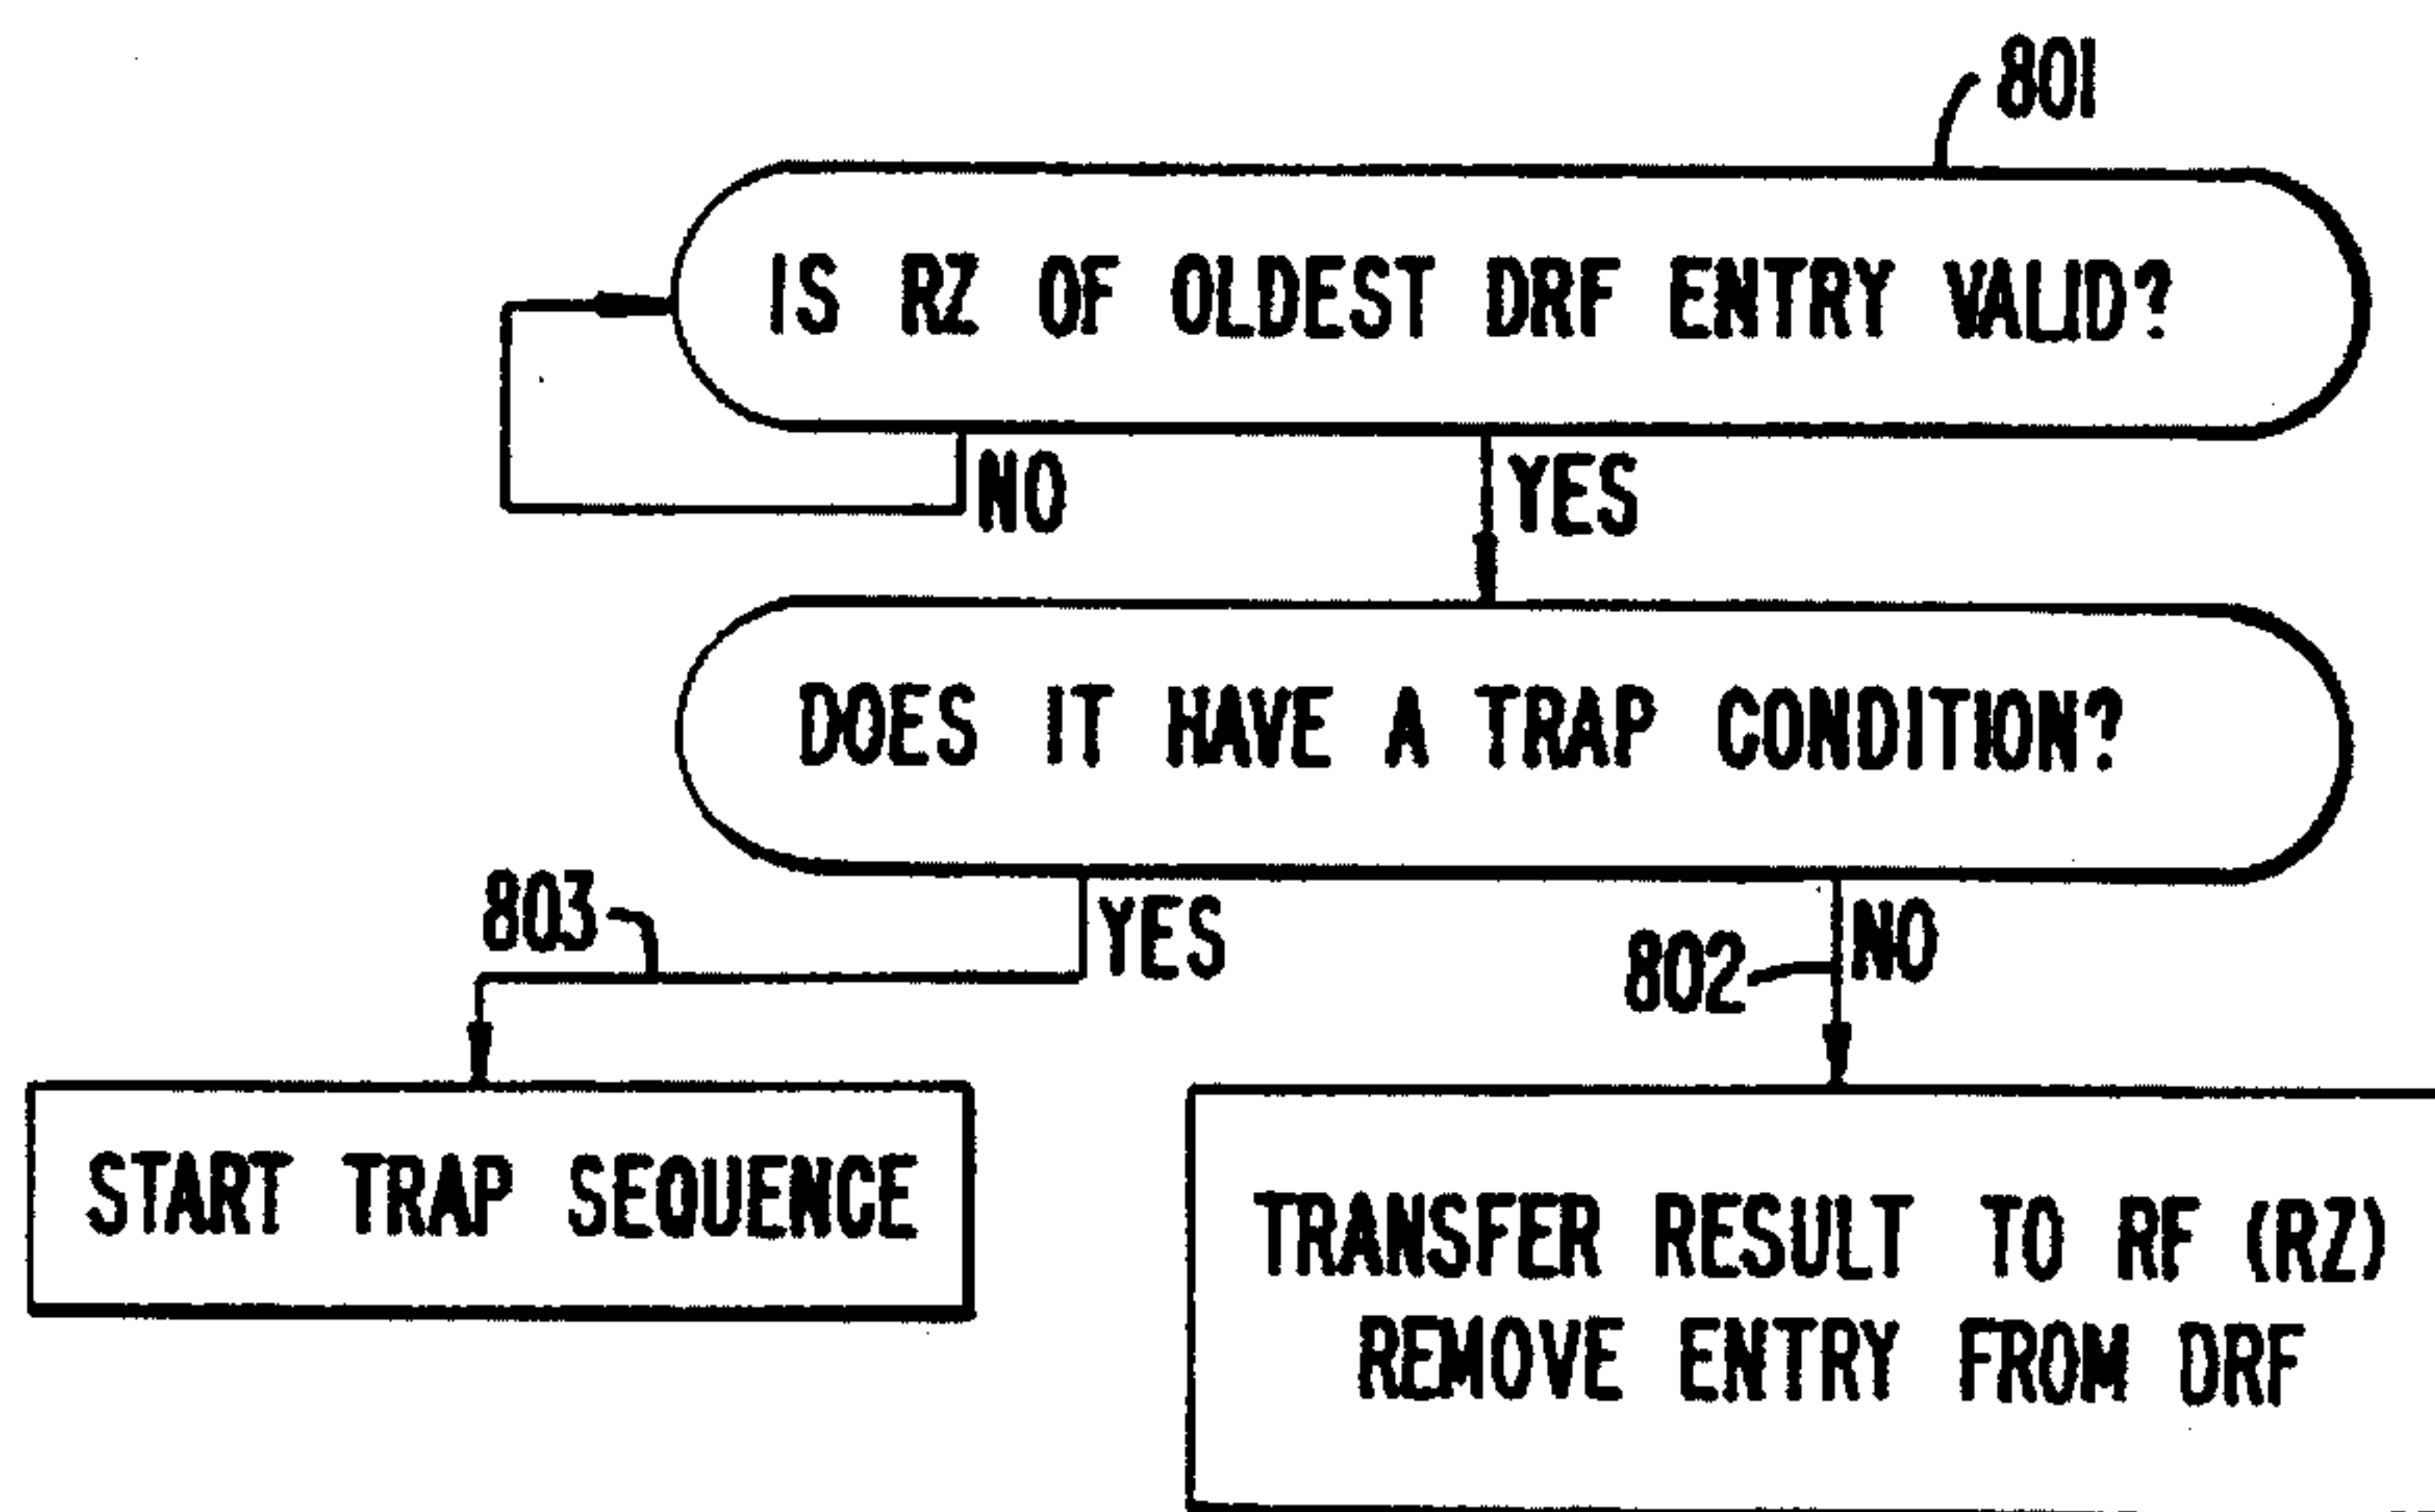 801
IS RZ OF OLDEST DRF ENTRY VALID?
NO
YES
DOES IT HAVE A TRAP CONDITION?
803
YES
802
NO
START TRAP SEQUENCE
TRANSFER RESULT TO RF (RZ)
REMOVE ENTRY FROM DRF